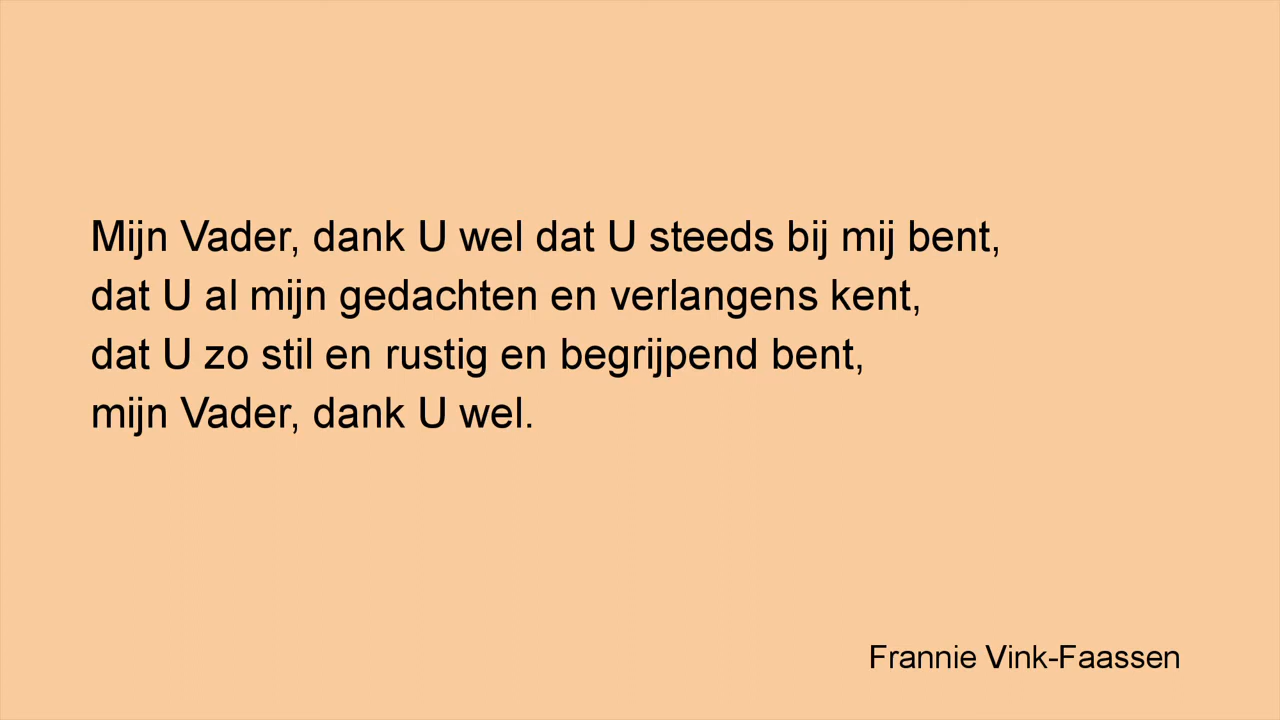 Mijn Vader, dank U wel dat U steeds bij mij bent,
dat U al mijn gedachten en verlangens kent,
dat U zo stil en rustig en begrijpend bent,
mijn Vader, dank U wel.
Frannie Vink-Faassen